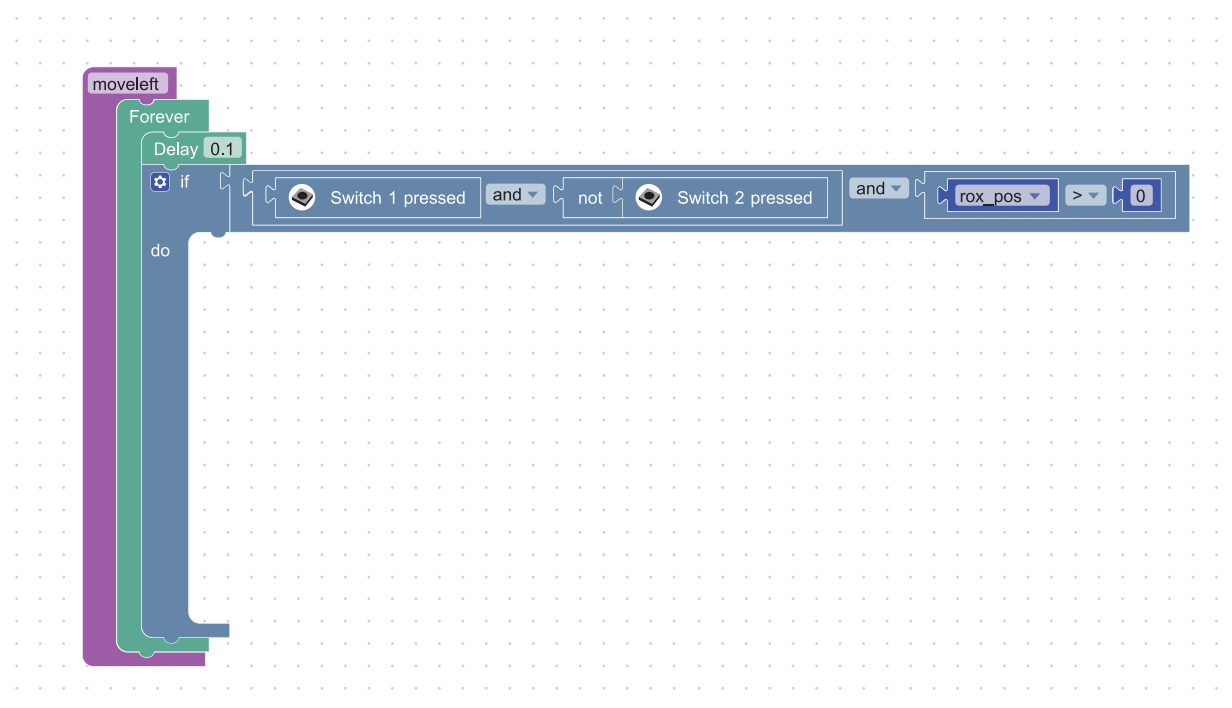 moveleft
Forever
Delay 0.1
if Switch 1 pressed and not Switch 2 pressed and rox_pos > 0
do